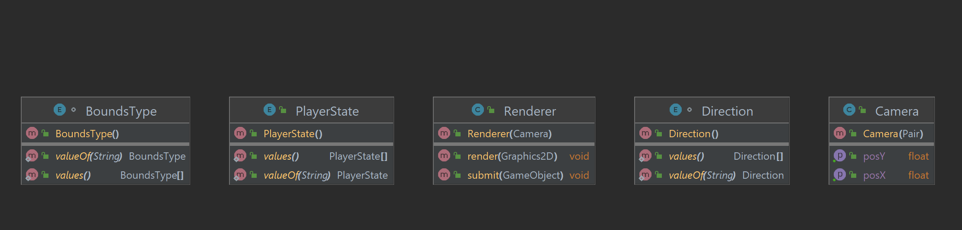 E BoundsType
m BoundsType()
m valueOf(String) BoundsType
m values() BoundsType[]
E PlayerState
m PlayerState()
m values() PlayerState[]
m valueOf(String) PlayerState
C Renderer
m Renderer(Camera)
m render(Graphics2D) void
m submit(GameObject) void
E Direction
m Direction()
m values() Direction[]
m valueOf(String) Direction
C Camera
m Camera(Pair)
p posY float
p posX float